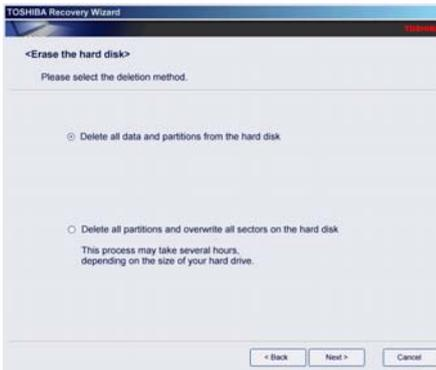 TOSHIBA Recovery Wizard
TOSHIBA
<Erase the hard disk>
Please select the deletion method.
Delete all data and partitions from the hard disk
Delete all partitions and overwrite all sectors on the hard disk
This process may take several hours,
depending on the size of your hard drive.
< Back Next > Cancel